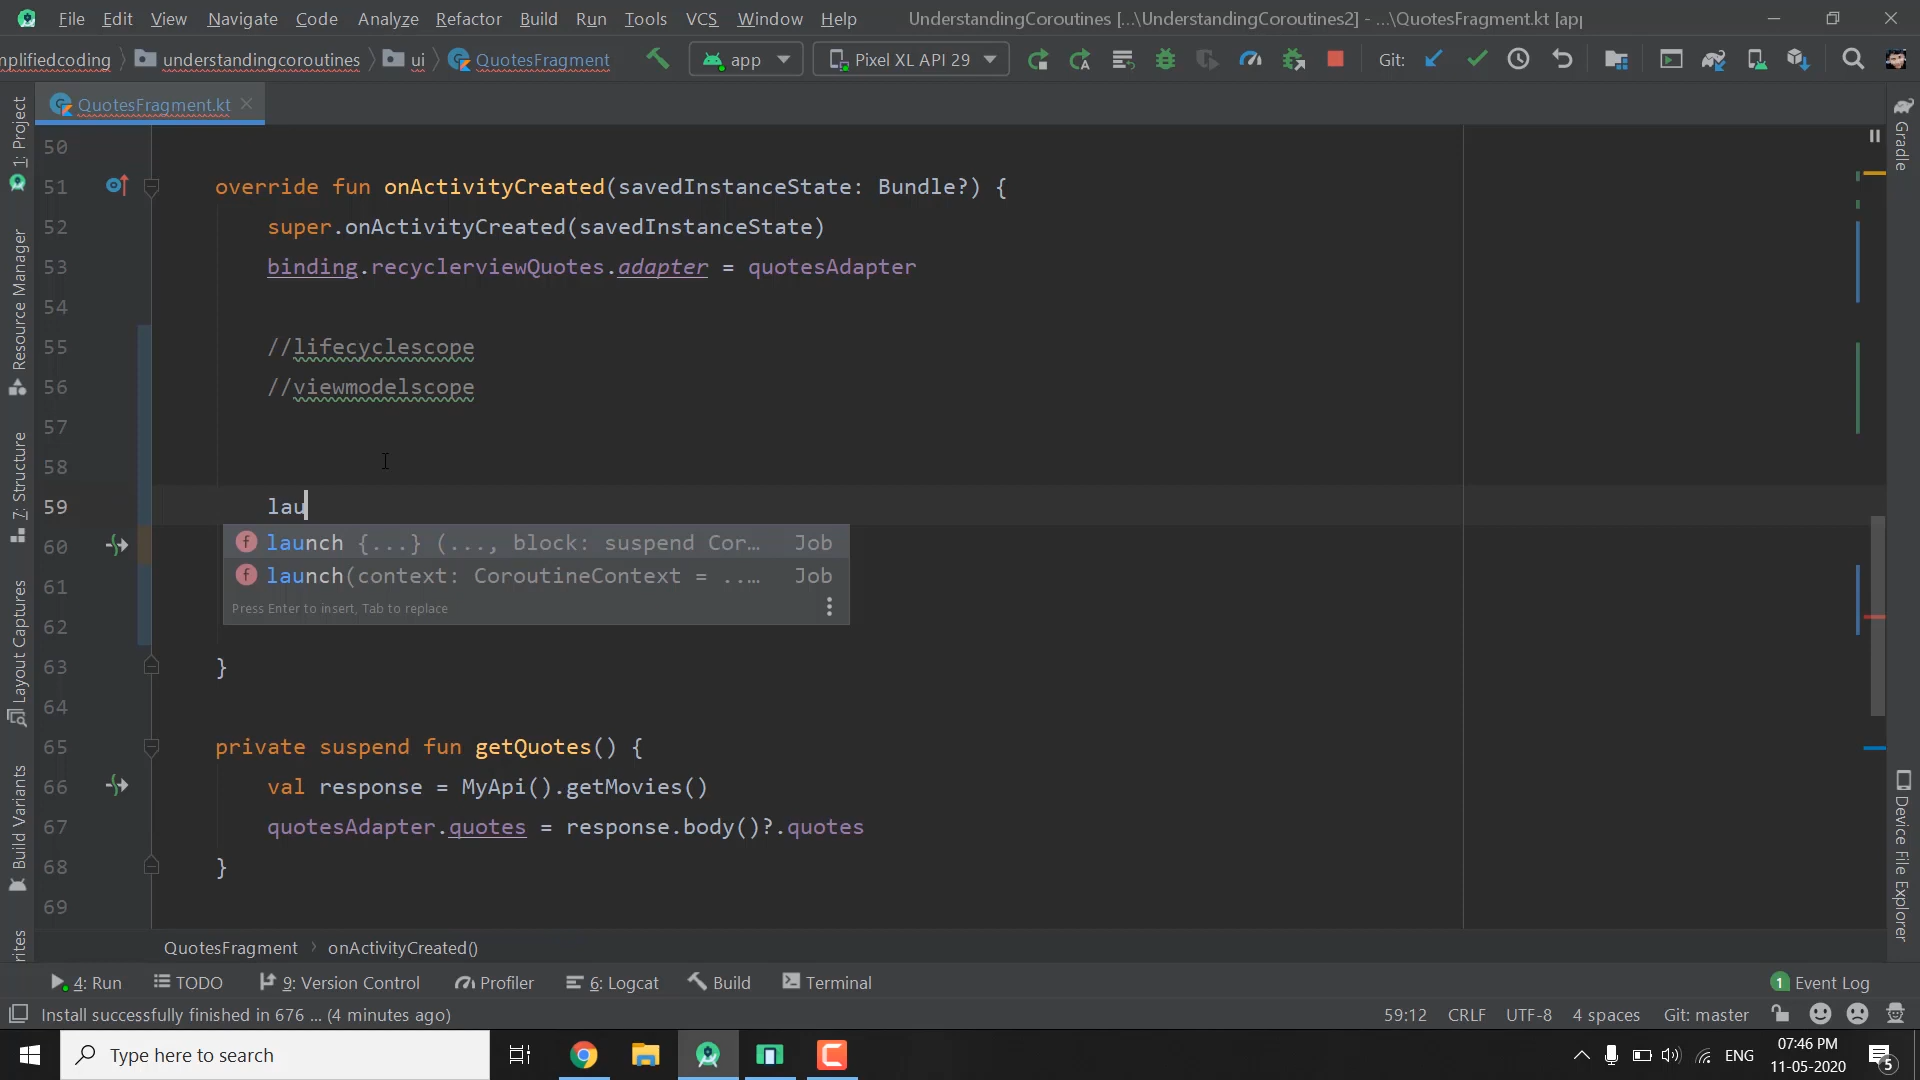 File Edit View Navigate Code Analyze Refactor Build Run Tools VCS Window Help UnderstandingCoroutines [...\UnderstandingCoroutines2] - ...\QuotesFragment.kt [app
mplifiedcoding understandingcoroutines ui QuotesFragment app Pixel XL API 29 Git:
QuotesFragment.kt
50
51 override fun onActivityCreated(savedInstanceState: Bundle?) {
52 super.onActivityCreated(savedInstanceState)
53 binding.recyclerviewQuotes.adapter = quotesAdapter
54
55 //lifecyclescope
56 //viewmodelscope
57
58
59 lau
60 launch {...} (..., block: suspend Cor... Job
61 launch(context: CoroutineContext = ... Job
Press Enter to insert, Tab to replace
62
63 }
64
65 private suspend fun getQuotes() {
66 val response = MyApi().getMovies()
67 quotesAdapter.quotes = response.body()?.quotes
68 }
69
1: Project
Resource Manager
7: Structure
Layout Captures
Build Variants
rites
Gradle
Device File Explorer
QuotesFragment onActivityCreated()
4: Run TODO 9: Version Control Profiler 6: Logcat Build Terminal 1 Event Log
Install successfully finished in 676 ... (4 minutes ago) 59:12 CRLF UTF-8 4 spaces Git: master
Type here to search ENG 07:46 PM
11-05-2020 5